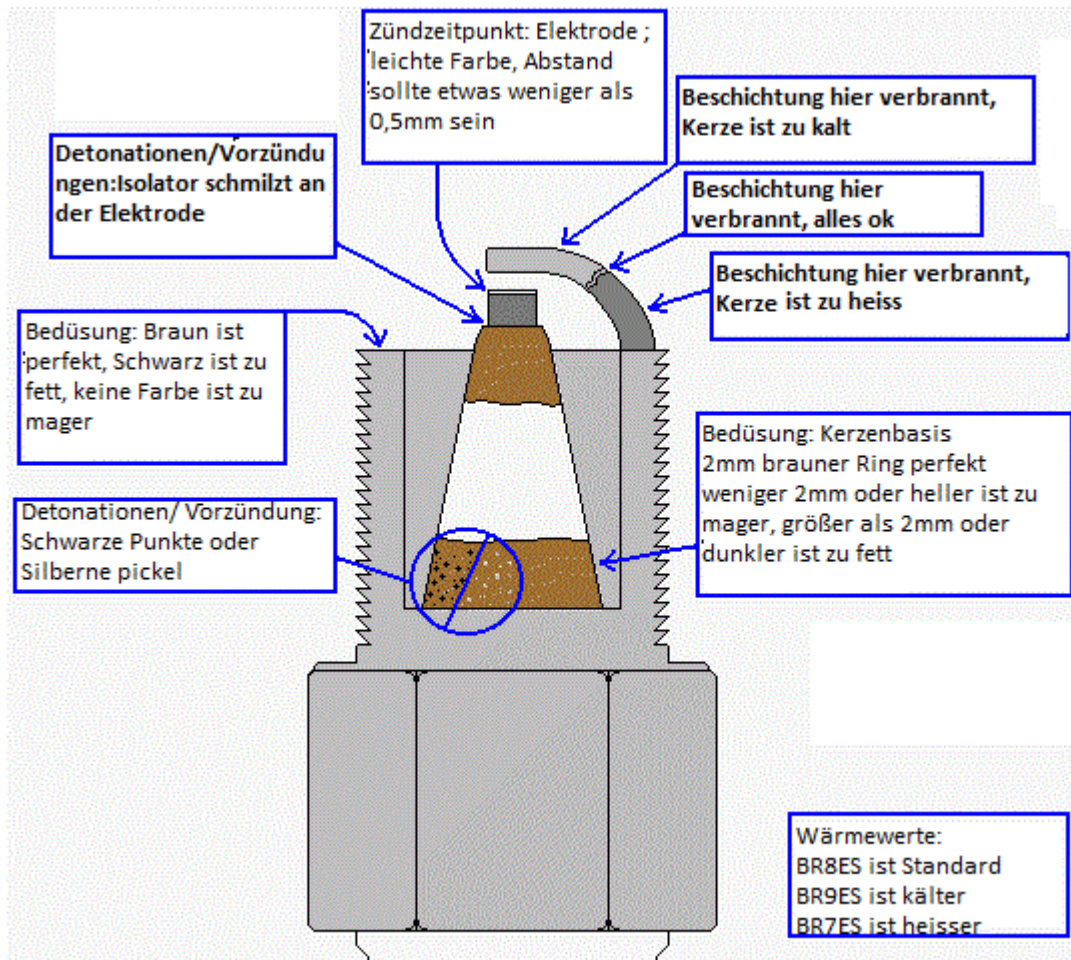 Zündzeitpunkt: Elektrode ;
leichte Farbe, Abstand
sollte etwas weniger als
0,5mm sein
Beschichtung hier verbrannt,
Kerze ist zu kalt
Detonationen/Vorzündu
ngen:Isolator schmilzt an
der Elektrode
Beschichtung hier
verbrannt, alles ok
Beschichtung hier verbrannt,
Kerze ist zu heiss
Bedüsung: Braun ist
perfekt, Schwarz ist zu
fett, keine Farbe ist zu
mager
Bedüsung: Kerzenbasis
2mm brauner Ring perfekt
weniger 2mm oder heller ist zu
mager, größer als 2mm oder
dunkler ist zu fett
Detonationen/ Vorzündung:
Schwarze Punkte oder
Silberne pickel
Wärmewerte:
BR8ES ist Standard
BR9ES ist kälter
BR7ES ist heisser